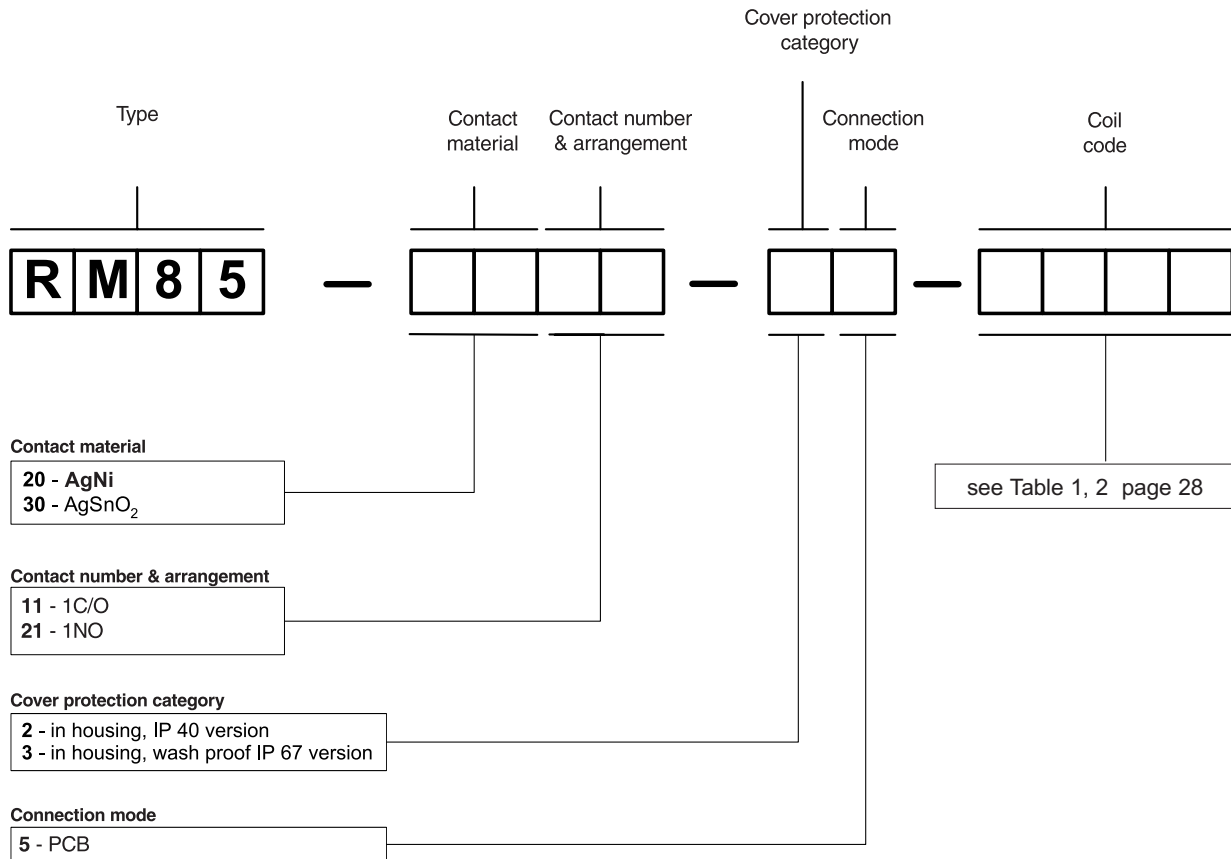 Cover protection
category
Type
Contact
material
Contact number
& arrangement
Connection
mode
Coil
code
RM85 — — —
Contact material
20 - AgNi
30 - AgSnO₂
see Table 1, 2 page 28
Contact number & arrangement
11 - 1C/O
21 - 1NO
Cover protection category
2 - in housing, IP 40 version
3 - in housing, wash proof IP 67 version
Connection mode
5 - PCB